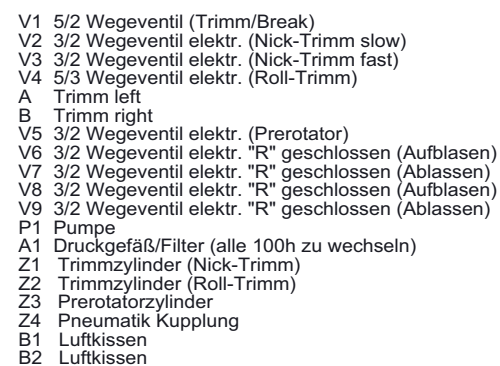 V1 5/2 Wegeventil (Trimm/Break)
V2 3/2 Wegeventil elektr. (Nick-Trimm slow)
V3 3/2 Wegeventil elektr. (Nick-Trimm fast)
V4 5/3 Wegeventil elektr. (Roll-Trimm)
A Trimm left
B Trimm right
V5 3/2 Wegeventil elektr. (Prerotator)
V6 3/2 Wegeventil elektr. "R" geschlossen (Aufblasen)
V7 3/2 Wegeventil elektr. "R" geschlossen (Ablassen)
V8 3/2 Wegeventil elektr. "R" geschlossen (Aufblasen)
V9 3/2 Wegeventil elektr. "R" geschlossen (Ablassen)
P1 Pumpe
A1 Druckgefäß/Filter (alle 100h zu wechseln)
Z1 Trimmzylinder (Nick-Trimm)
Z2 Trimmzylinder (Roll-Trimm)
Z3 Prerotatorzylinder
Z4 Pneumatik Kupplung
B1 Luftkissen
B2 Luftkissen